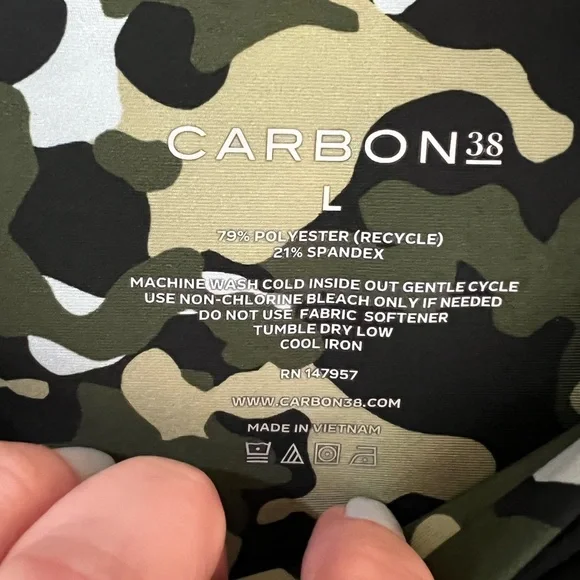 CARBON38
L
79% POLYESTER (RECYCLE)
21% SPANDEX
MACHINE WASH COLD INSIDE OUT GENTLE CYCLE
USE NON-CHLORINE BLEACH ONLY IF NEEDED
DO NOT USE FABRIC SOFTENER
TUMBLE DRY LOW
COOL IRON
RN 147957
WWW.CARBON38.COM
MADE IN VIETNAM